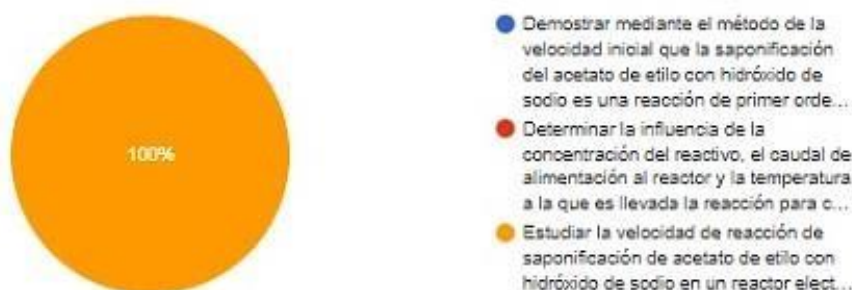 100%
Demostrar mediante el método de la
velocidad inicial que la saponificación
del acetato de etilo con hidróxido de
sodio es una reacción de primer orde...
Determinar la influencia de la
concentración del reactivo, el caudal de
alimentación al reactor y la temperatura
a la que es llevada la reacción para c...
Estudiar la velocidad de reacción de
saponificación de acetato de etilo con
hidróxido de sodio en un reactor elect...